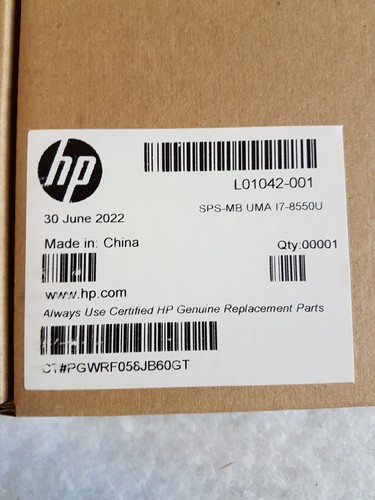 hp
L01042-001
30 June 2022
SPS-MB UMA I7-8550U
Made in: China
Qty:00001
www.hp.com
Always Use Certified HP Genuine Replacement Parts
CT#PGWRF058JB60GT